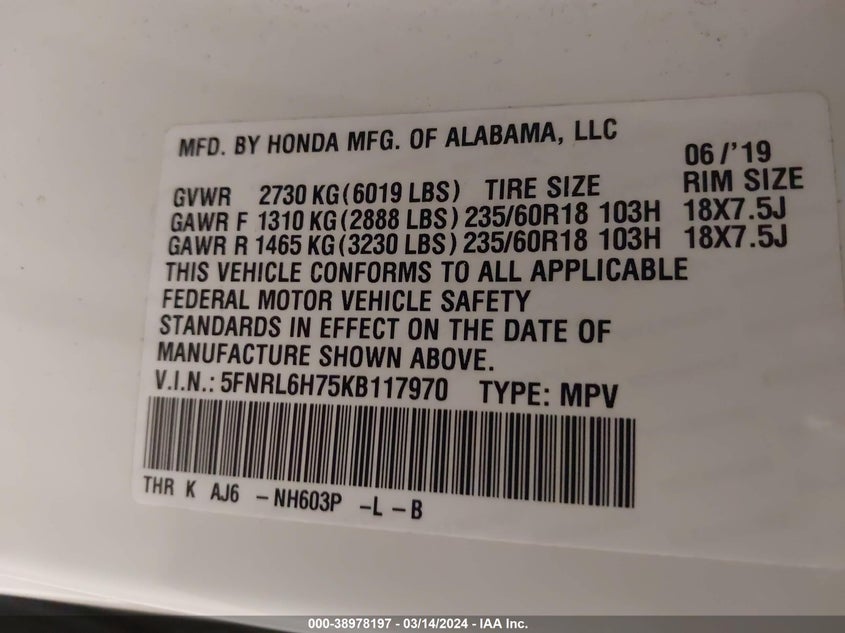 MFD. BY HONDA MFG. OF ALABAMA, LLC
06/'19
GVWR 2730 KG(6019 LBS) TIRE SIZE RIM SIZE
GAWR F 1310 KG(2888 LBS) 235/60R18 103H 18X7.5J
GAWR R 1465 KG(3230 LBS) 235/60R18 103H 18X7.5J
THIS VEHICLE CONFORMS TO ALL APPLICABLE
FEDERAL MOTOR VEHICLE SAFETY
STANDARDS IN EFFECT ON THE DATE OF
MANUFACTURE SHOWN ABOVE.
V.I.N.: 5FNRL6H75KB117970 TYPE: MPV
THR K AJ6 -NH603P -L -B
000-38978197 - 03/14/2024 - IAA Inc.